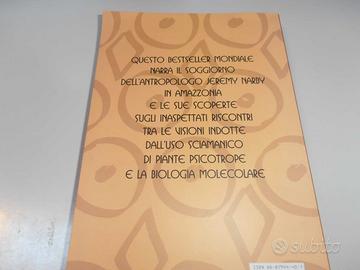 QUESTO BESTSELLER MONDIALE
NARRA IL SOGGIORNO
DELL'ANTROPOLOGO JEREMY NARBY
IN AMAZZONIA
E LE SUE SCOPERTE
SUGLI INASPETTATI RISCONTRI
TRA LE VISIONI INDOTTE
DALL'USO SCIAMANICO
DI PIANTE PSICOTROPE
E LA BIOLOGIA MOLECOLARE
ISBN
subito